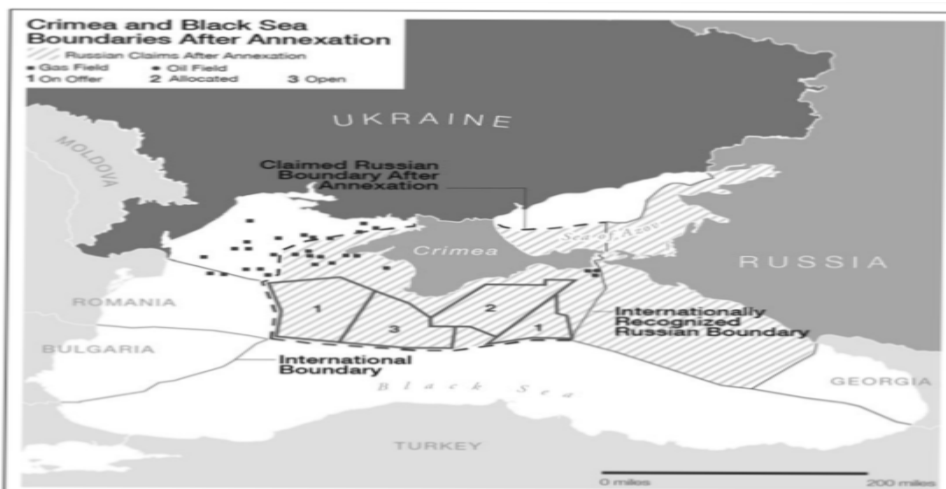 Crimea and Black Sea
Boundaries After Annexation
Russian Claims After Annexation
Gas Field Oil Field
1 On Offer 2 Allocated 3 Open
UKRAINE
MOLDOVA
Claimed Russian
Boundary After
Annexation
Sea of Azov
Crimea
RUSSIA
ROMANIA
1
2
3
1
Internationally
Recognized
Russian Boundary
BULGARIA
International
Boundary
Black Sea
GEORGIA
TURKEY
0 miles 200 miles